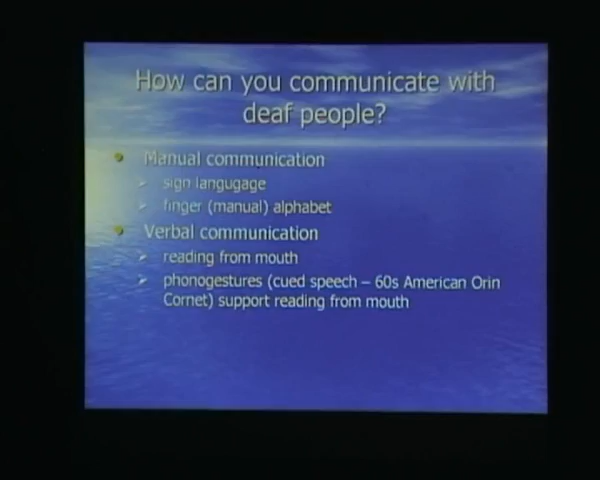 How can you communicate with
deaf people?
Manual communication
sign langugage
finger (manual) alphabet
Verbal communication
reading from mouth
phonogestures (cued speech – 60s American Orin
Cornet) support reading from mouth